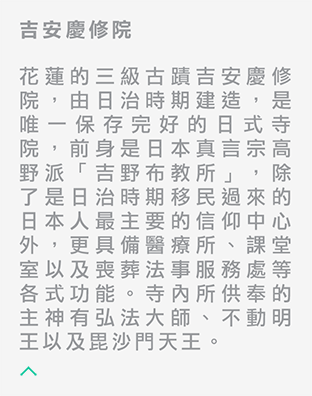 吉安慶修院
花蓮的三級古蹟吉安慶修
院，由日治時期建造，是
唯一保存完好的日式寺
院，前身是日本真言宗高
野派「吉野布教所」，除
了是日治時期移民過來的
日本人最主要的信仰中心
外，更具備醫療所、課堂
室以及喪葬法事服務處等
各式功能。寺內所供奉的
主神有弘法大師、不動明
王以及毘沙門天王。